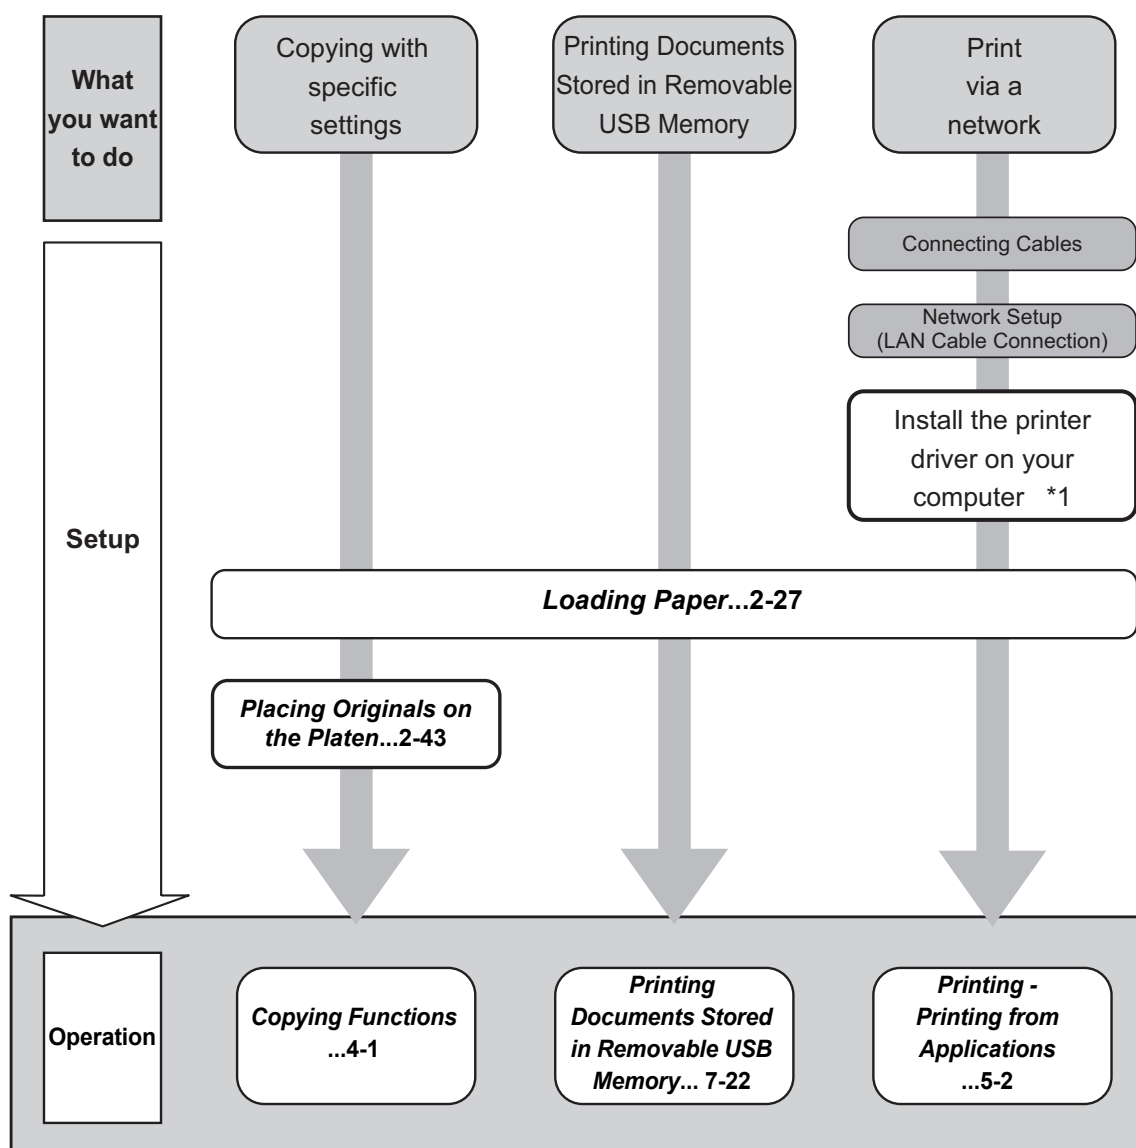 What
you want
to do
Copying with
specific
settings
Printing Documents
Stored in Removable
USB Memory
Print
via a
network
Connecting Cables
Network Setup
(LAN Cable Connection)
Install the printer
driver on your
computer *1
Setup
Loading Paper...2-27
Placing Originals on
the Platen...2-43
Operation
Copying Functions
...4-1
Printing
Documents Stored
in Removable USB
Memory... 7-22
Printing -
Printing from
Applications
...5-2